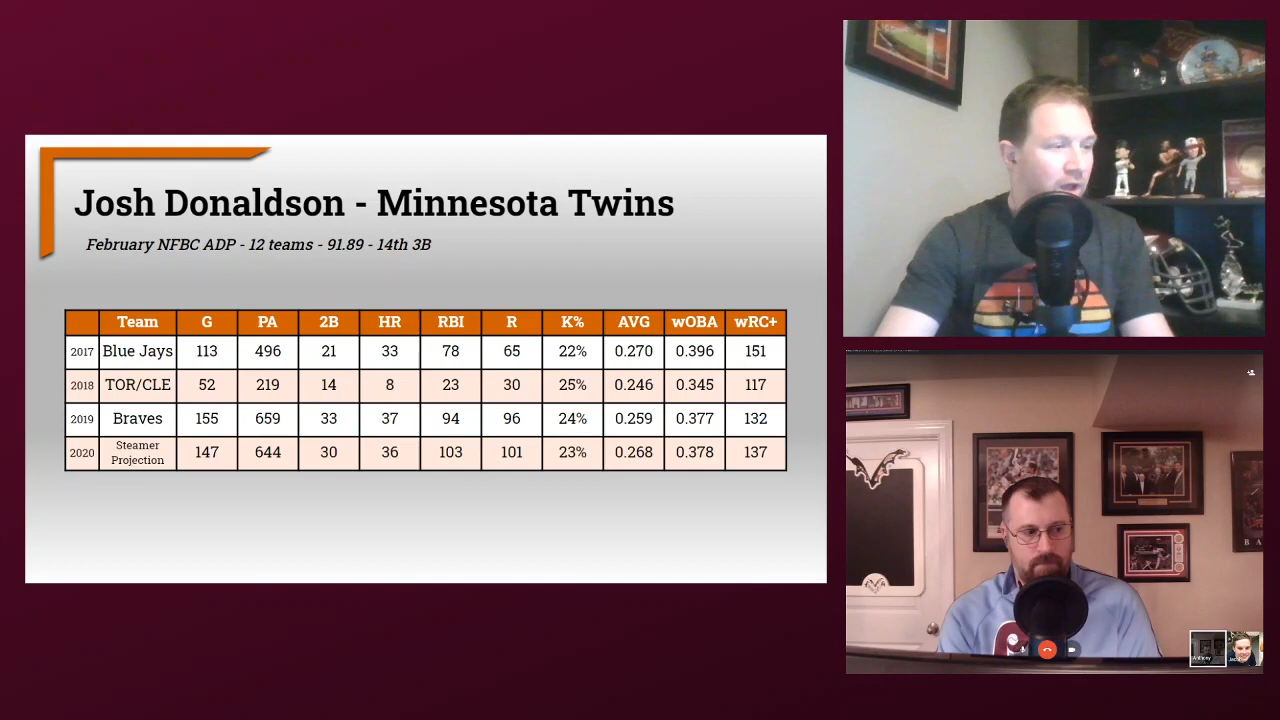 Josh Donaldson - Minnesota Twins
February NFBC ADP - 12 teams - 91.89 - 14th 3B
Team G PA 2B HR RBI R K% AVG wOBA wRC+
2017 Blue Jays 113 496 21 33 78 65 22% 0.270 0.396 151
2018 TOR/CLE 52 219 14 8 23 30 25% 0.246 0.345 117
2019 Braves 155 659 33 37 94 96 24% 0.259 0.377 132
2020 Steamer Projection 147 644 30 36 103 101 23% 0.268 0.378 137
B A
Anthony